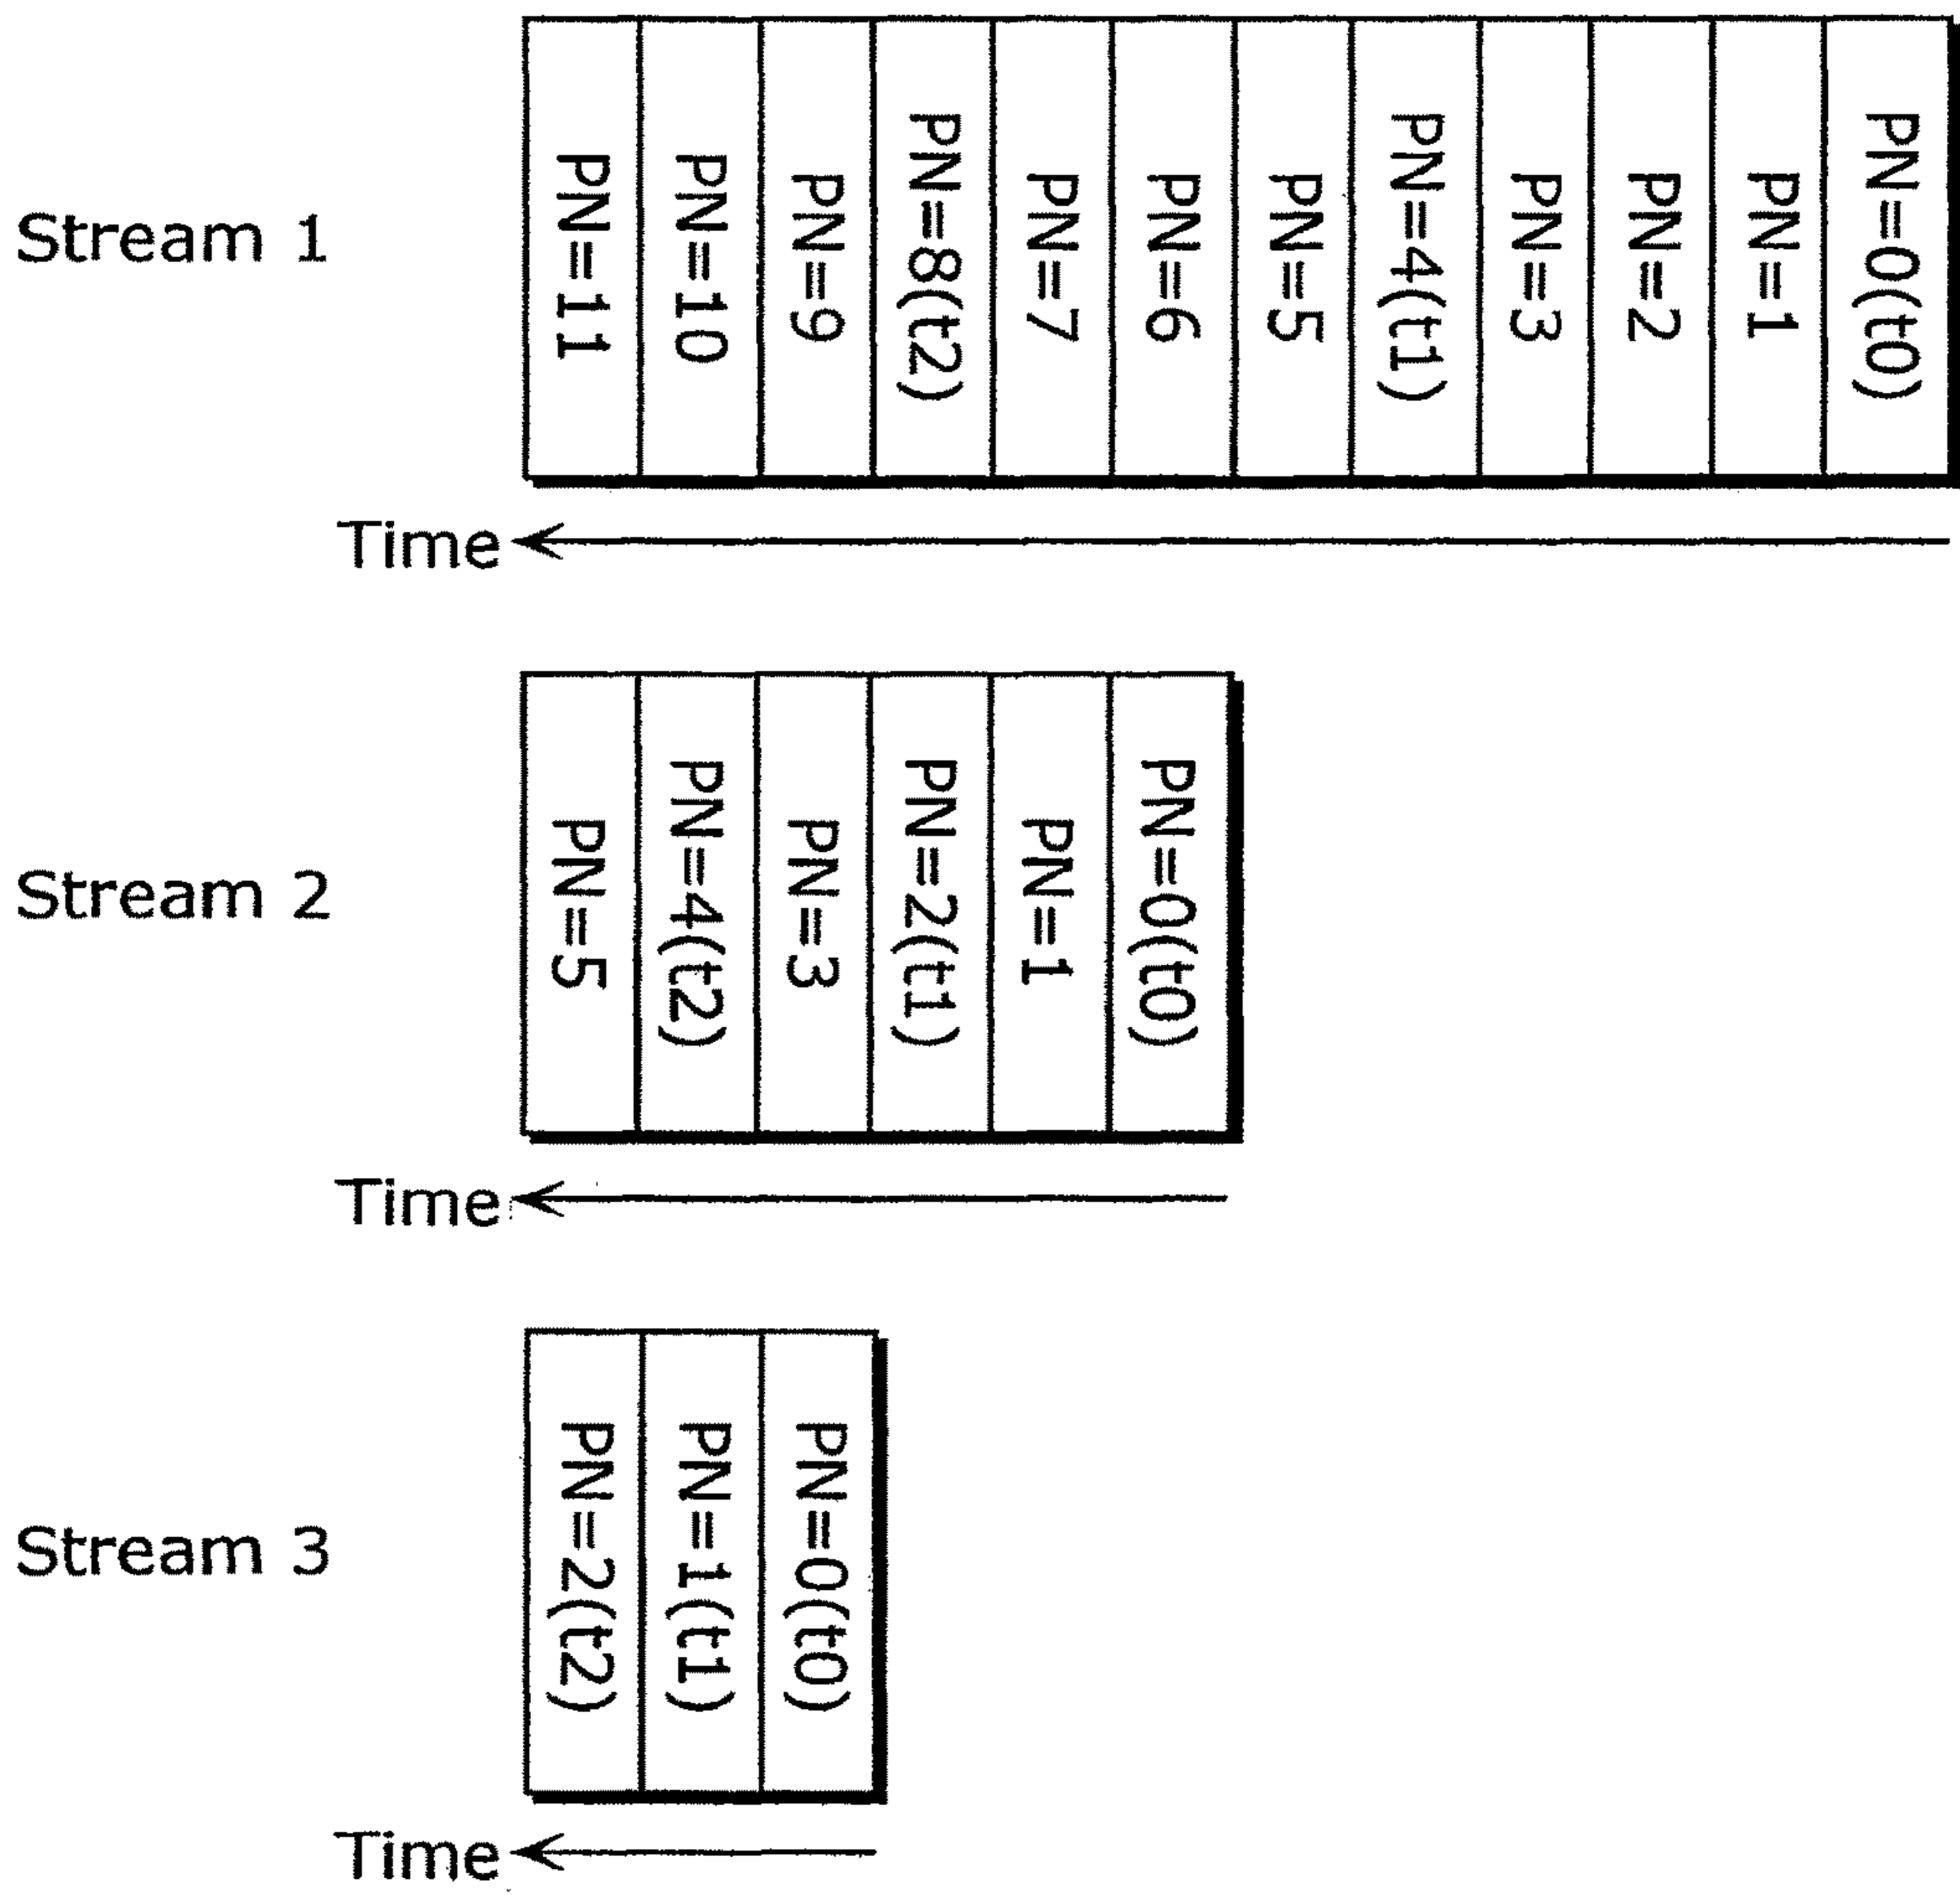 Stream 1
PN=11
PN=10
PN=9
PN=8(t2)
PN=7
PN=6
PN=5
PN=4(t1)
PN=3
PN=2
PN=1
PN=0(t0)
Time
Stream 2
PN=5
PN=4(t2)
PN=3
PN=2(t1)
PN=1
PN=0(t0)
Time
Stream 3
PN=2(t2)
PN=1(t1)
PN=0(t0)
Time